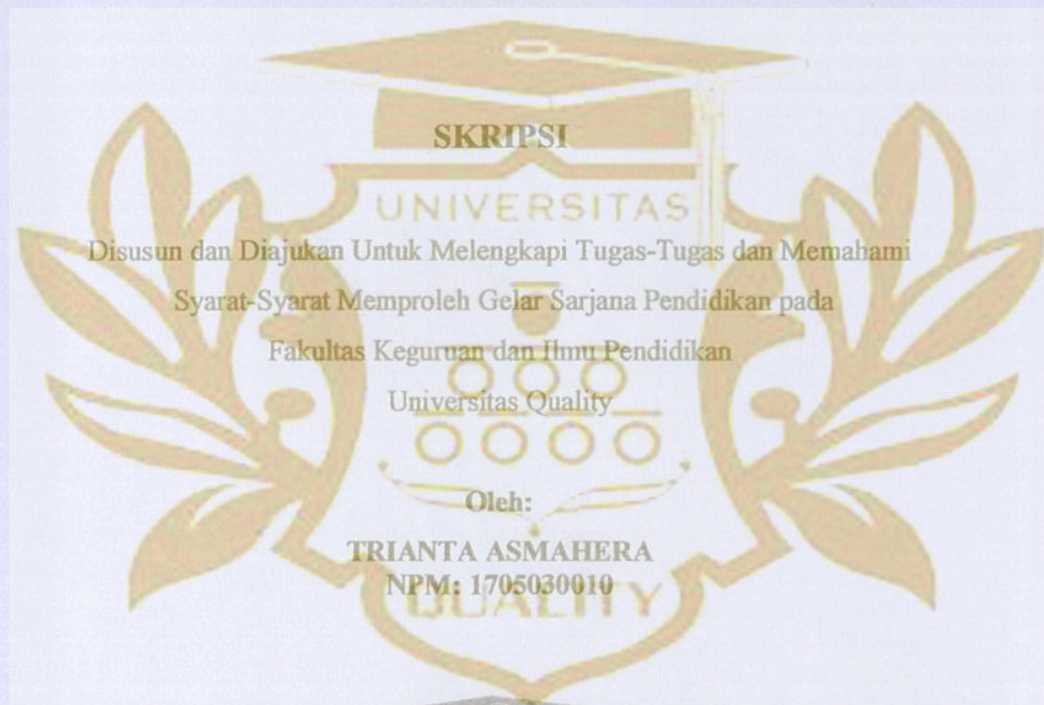 SKRIPSI
UNIVERSITAS
Disusun dan Diajukan Untuk Melengkapi Tugas-Tugas dan Memahami
Syarat-Syarat Memproleh Gelar Sarjana Pendidikan pada
Fakultas Keguruan dan Ilmu Pendidikan
Universitas Quality
Oleh:
TRIANTA ASMAHERA
NPM: 1705030010
QUALITY